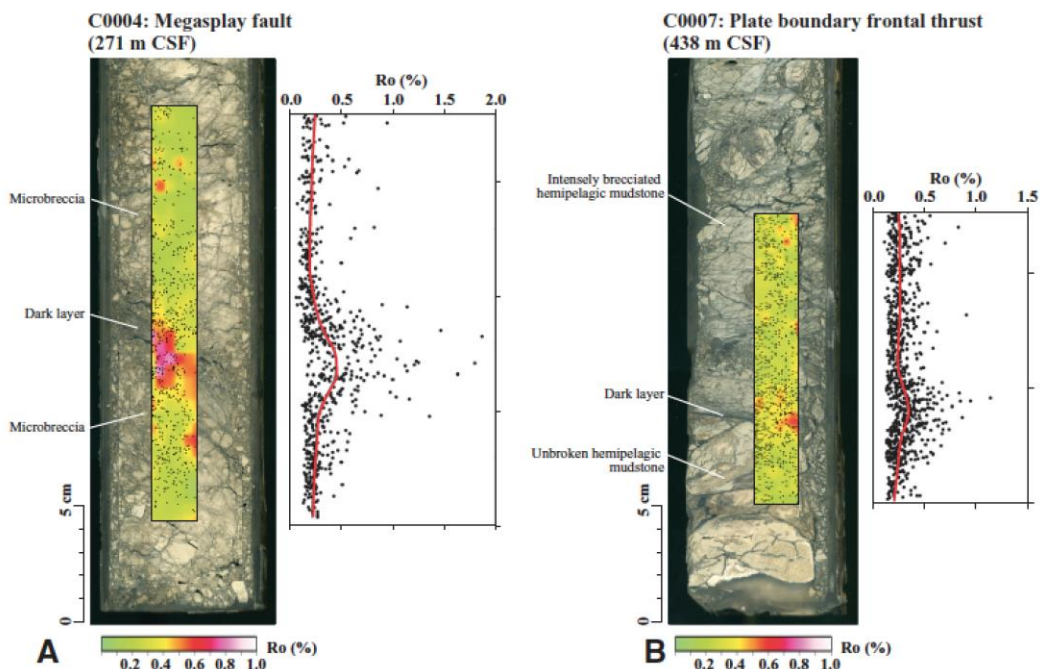 C0004: Megasplay fault
(271 m CSF)
Ro (%)
0.0 0.5 1.0 1.5 2.0
Microbreccia
Dark layer
Microbreccia
5 cm
0
A
0.2 0.4 0.6 0.8 1.0
Ro (%)
C0007: Plate boundary frontal thrust
(438 m CSF)
Ro (%)
0.0 0.5 1.0 1.5
Intensely brecciated
hemipelagic mudstone
Dark layer
Unbroken hemipelagic
mudstone
5 cm
0
B
0.2 0.4 0.6 0.8 1.0
Ro (%)